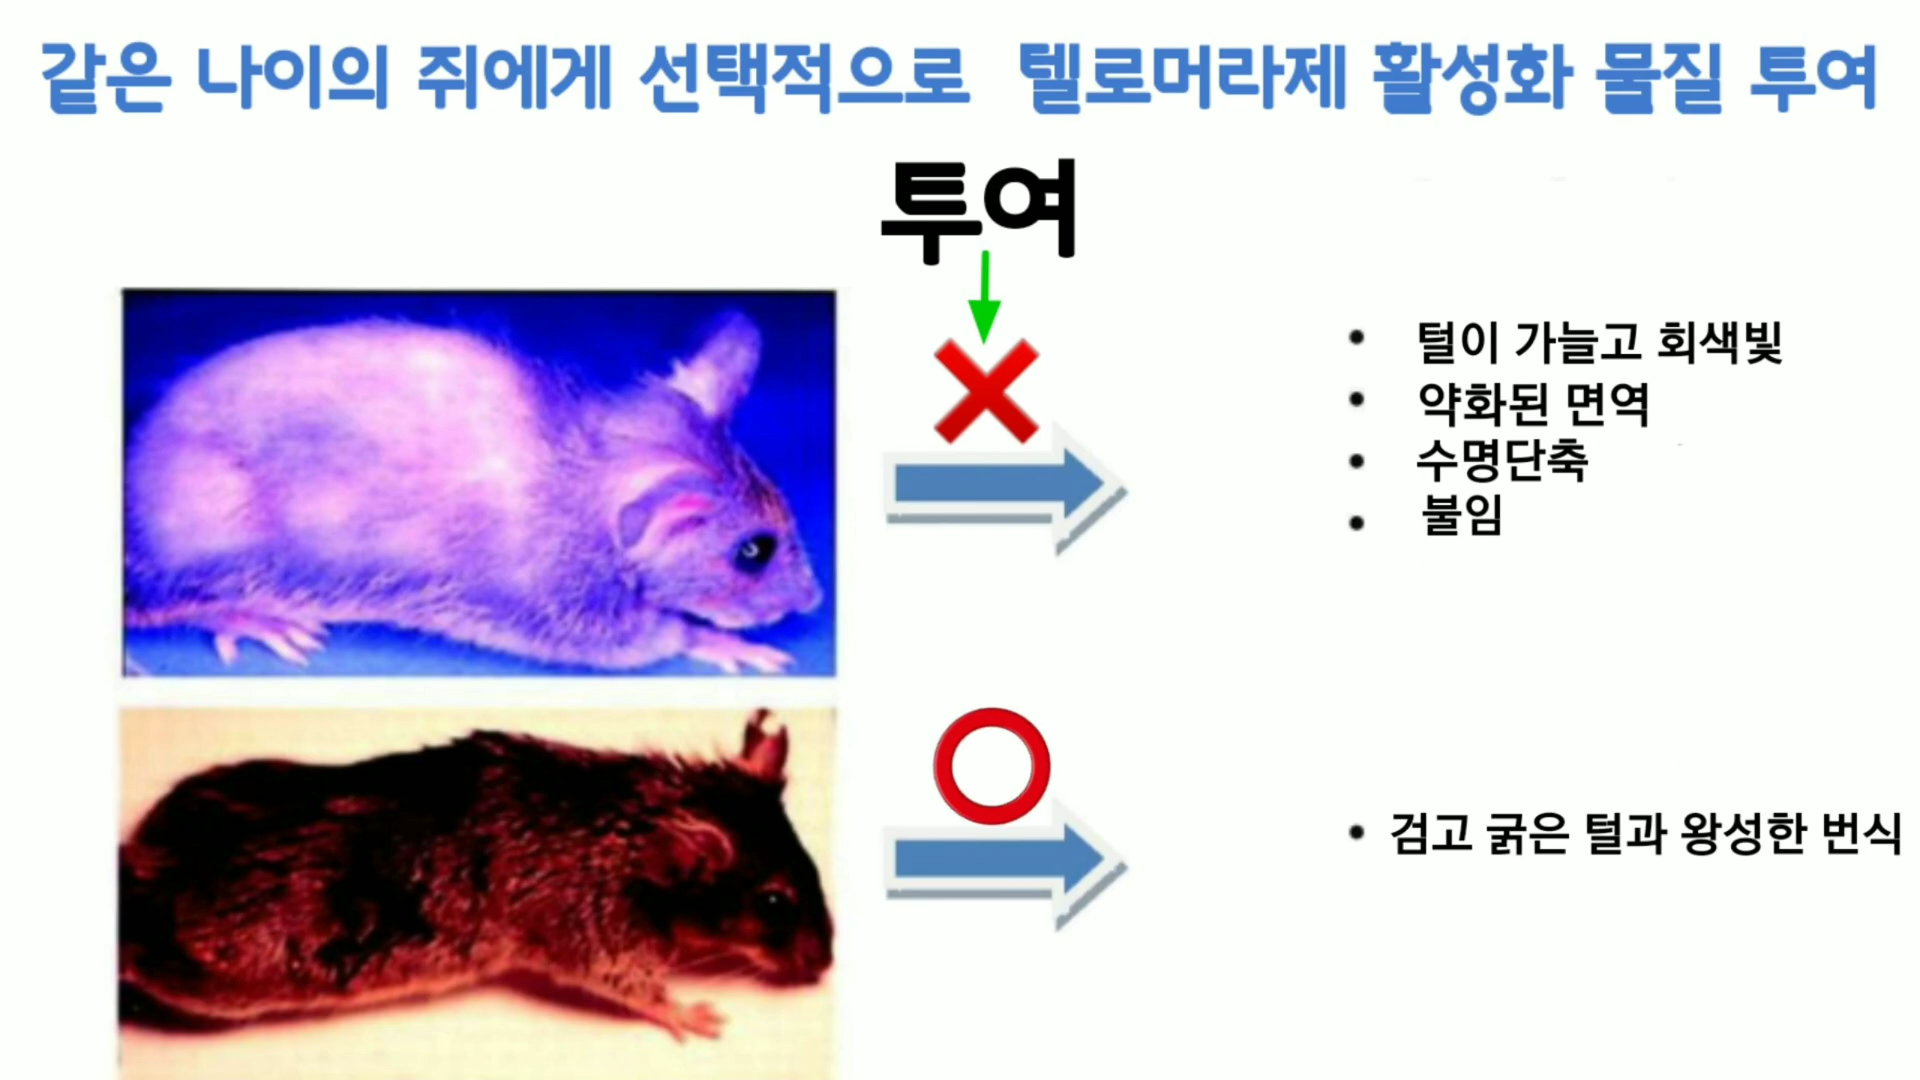 같은 나이의 쥐에게 선택적으로 텔로머라제 활성화 물질 투여
투여
• 털이 가늘고 회색빛
• 약화된 면역
• 수명단축
• 불임
• 검고 굵은 털과 왕성한 번식